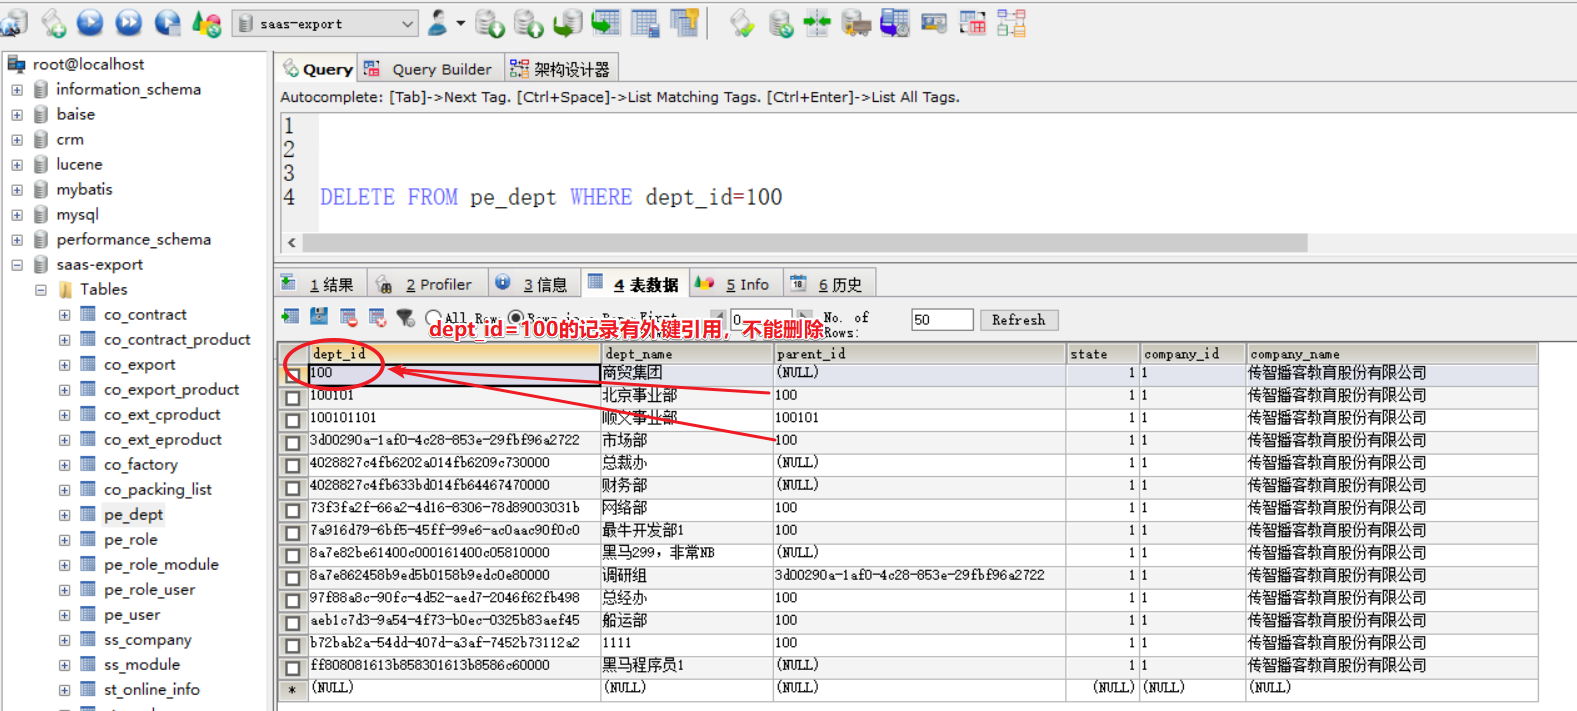 saas-export
root@localhost
information_schema
baise
crm
lucene
mybatis
mysql
performance_schema
saas-export
Tables
co_contract
co_contract_product
co_export
co_export_product
co_ext_cproduct
co_ext_eproduct
co_factory
co_packing_list
pe_dept
pe_role
pe_role_module
pe_role_user
pe_user
ss_company
ss_module
st_online_info
Query Query Builder 架构设计器
Autocomplete: [Tab]->Next Tag. [Ctrl+Space]->List Matching Tags. [Ctrl+Enter]->List All Tags.
1
2
3
4 DELETE FROM pe_dept WHERE dept_id=100
1 结果 2 Profiler 3 信息 4 表数据 5 Info 6 历史
All Rows Rows in a Range First 0 No. of Rows: 50 Refresh
dept_id=100的记录有外键引用，不能删除
dept_id dept_name parent_id state company_id company_name
100 商贸集团 (NULL) 1 1 传智播客教育股份有限公司
100101 北京事业部 100 1 1 传智播客教育股份有限公司
100101101 顺义事业部 100101 1 1 传智播客教育股份有限公司
3d00290a-1af0-4c28-853e-29fbf96a2722 市场部 100 1 1 传智播客教育股份有限公司
4028827c4fb6202a014fb6209c730000 总裁办 (NULL) 1 1 传智播客教育股份有限公司
4028827c4fb633bd014fb64467470000 财务部 (NULL) 1 1 传智播客教育股份有限公司
73f3fa2f-66a2-4d16-8306-78d89003031b 网络部 100 1 1 传智播客教育股份有限公司
7a916d79-6bf5-45ff-99e6-ac0aac90f0c0 最牛开发部1 100 1 1 传智播客教育股份有限公司
8a7e82be61400c000161400c05810000 黑马299，非常NB (NULL) 1 1 传智播客教育股份有限公司
8a7e862458b9ed5b0158b9edc0e80000 调研组 3d00290a-1af0-4c28-853e-29fbf96a2722 1 1 传智播客教育股份有限公司
97f88a8c-90fc-4d52-aed7-2046f62fb498 总经办 100 1 1 传智播客教育股份有限公司
aeb1c7d3-9a54-4f73-b0ec-0325b83aef45 船运部 100 1 1 传智播客教育股份有限公司
b72bab2a-54dd-407d-a3af-7452b73112a2 1111 100 1 1 传智播客教育股份有限公司
ff808081613b858301613b8586c60000 黑马程序员1 (NULL) 1 1 传智播客教育股份有限公司
* (NULL) (NULL) (NULL) (NULL) (NULL) (NULL)